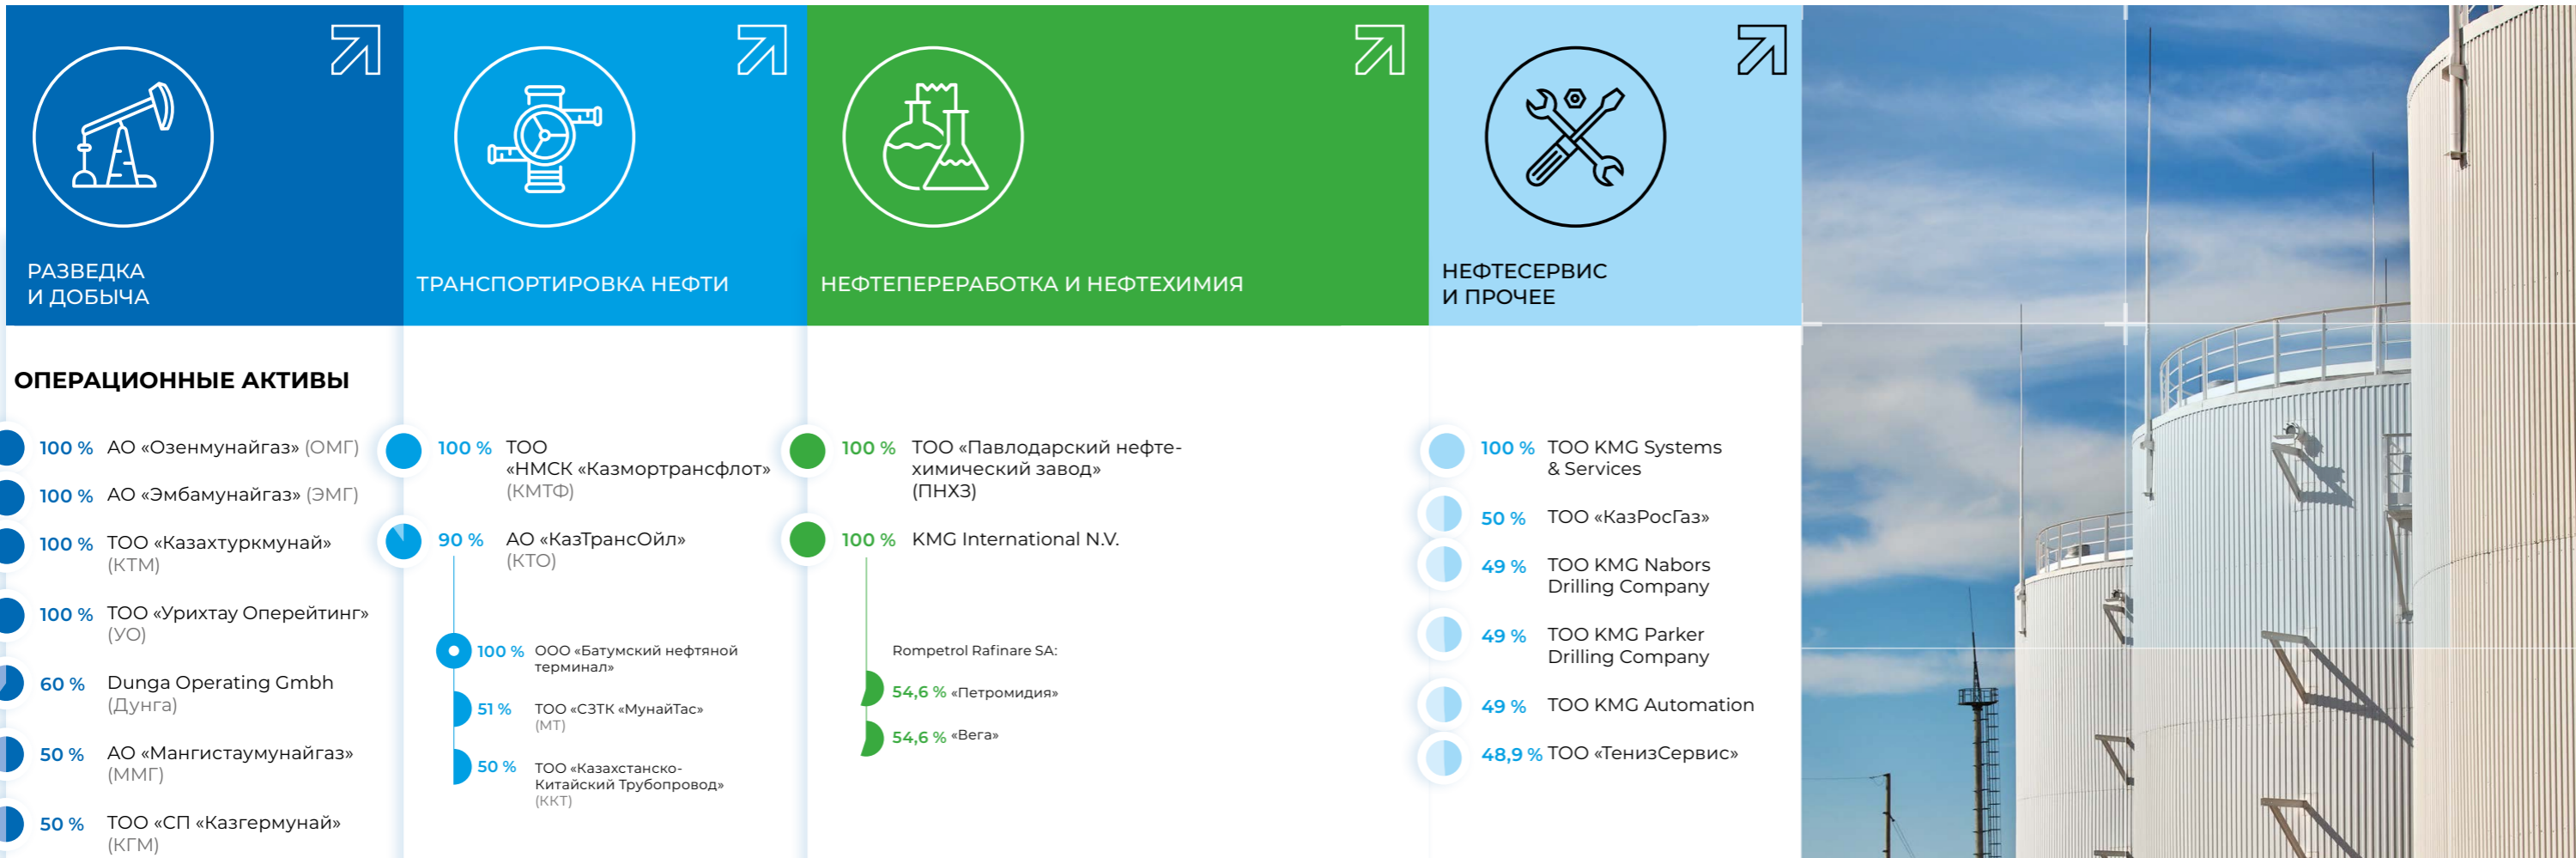 РАЗВЕДКА
И ДОБЫЧА
ОПЕРАЦИОННЫЕ АКТИВЫ
100 % АО «Озенмунайгаз» (ОМГ)
100 % АО «Эмбамунайгаз» (ЭМГ)
100 % ТОО «Казахтуркмунай»
(КТМ)
100 % ТОО «Урихтау Оперейтинг»
(УО)
60 % Dunga Operating Gmbh
(Дунга)
50 % АО «Мангистаумунайгаз»
(ММГ)
50 % ТОО «СП «Казгермунай»
(КГМ)
ТРАНСПОРТИРОВКА НЕФТИ
100 % ТОО
«НМСК «Казмортрансфлот»
(КМТФ)
90 % АО «КазТрансОйл»
(КТО)
100 % ООО «Батумский нефтяной
терминал»
51 % ТОО «СЗТК «МунайТас»
(МТ)
50 % ТОО «Казахстанско-
Китайский Трубопровод»
(ККТ)
НЕФТЕПЕРЕРАБОТКА И НЕФТЕХИМИЯ
100 % ТОО «Павлодарский нефте-
химический завод»
(ПНХЗ)
100 % KMG International N.V.
Rompetrol Rafinare SA:
54,6 % «Петромидия»
54,6 % «Вега»
НЕФТЕСЕРВИС
И ПРОЧЕЕ
100 % ТОО KMG Systems
& Services
50 % ТОО «КазРосГаз»
49 % ТОО KMG Nabors
Drilling Company
49 % ТОО KMG Parker
Drilling Company
49 % ТОО KMG Automation
48,9 % ТОО «ТенизСервис»